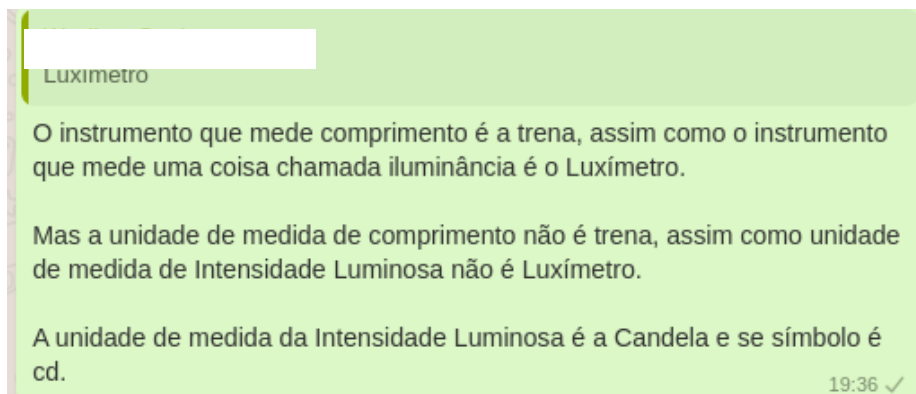 Luxímetro
O instrumento que mede comprimento é a trena, assim como o instrumento
que mede uma coisa chamada iluminância é o Luxímetro.
Mas a unidade de medida de comprimento não é trena, assim como unidade
de medida de Intensidade Luminosa não é Luxímetro.
A unidade de medida da Intensidade Luminosa é a Candela e se símbolo é
cd.
19:36